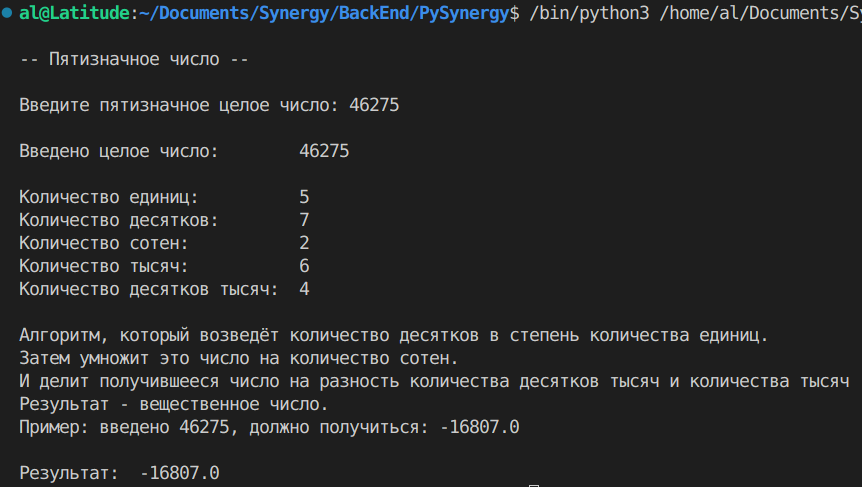 al@Latitude:~/Documents/Synergy/BackEnd/PySynergy$ /bin/python3 /home/al/Documents/
-- Пятизначное число --
Введите пятизначное целое число: 46275
Введено целое число: 46275
Количество единиц: 5
Количество десятков: 7
Количество сотен: 2
Количество тысяч: 6
Количество десятков тысяч: 4
Алгоритм, который возведёт количество десятков в степень количества единиц.
Затем умножит это число на количество сотен.
И делит получившееся число на разность количества десятков тысяч и количества тысяч
Результат - вещественное число.
Пример: введено 46275, должно получиться: -16807.0
Результат: -16807.0